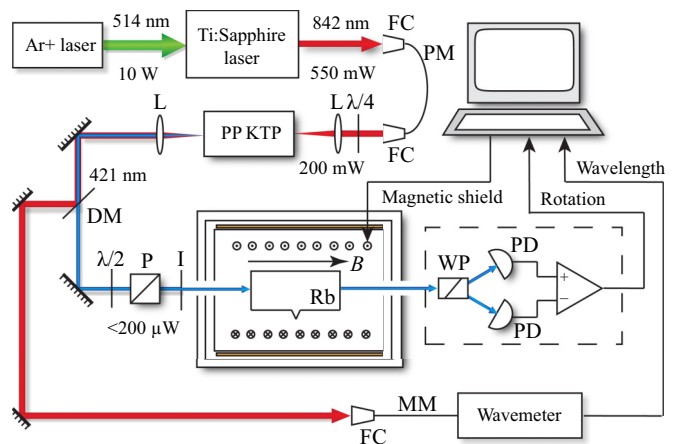 Ar+ laser
514 nm
10 W
Ti:Sapphire
laser
842 nm
550 mW
FC
PM
FC
L
PP KTP
L
λ/4
200 mW
421 nm
DM
Magnetic shield
Wavelength
Rotation
λ/2
P
I
<200 µW
B
Rb
WP
PD
+
−
PD
FC
MM
Wavemeter